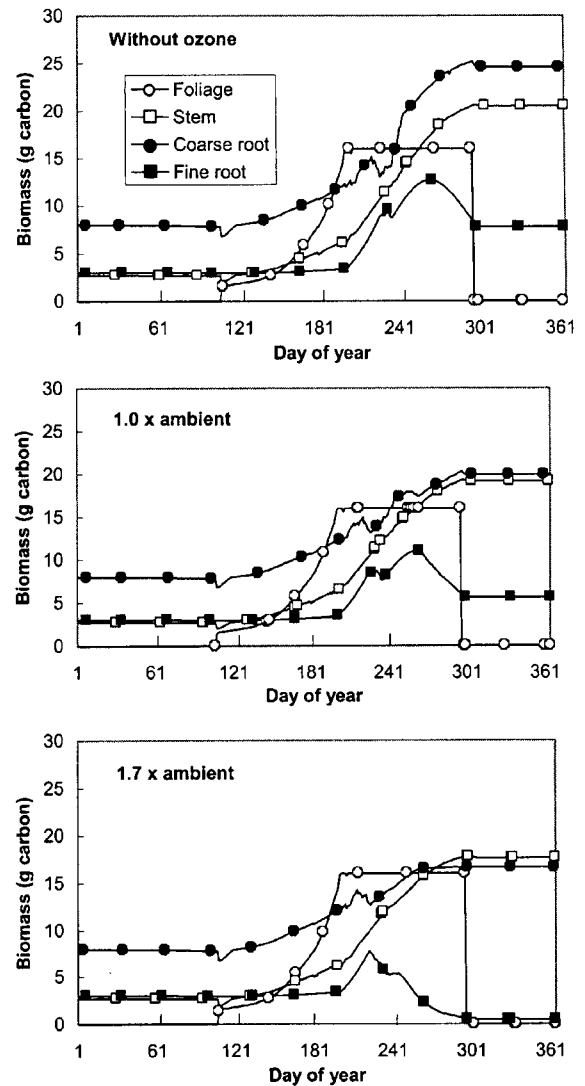 Without ozone
Foliage
Stem
Coarse root
Fine root
Biomass (g carbon)
30
25
20
15
10
5
0
1 61 121 181 241 301 361
Day of year
1.0 x ambient
Biomass (g carbon)
30
25
20
15
10
5
0
1 61 121 181 241 301 361
Day of year
1.7 x ambient
Biomass (g carbon)
30
25
20
15
10
5
0
1 61 121 181 241 301 361
Day of year